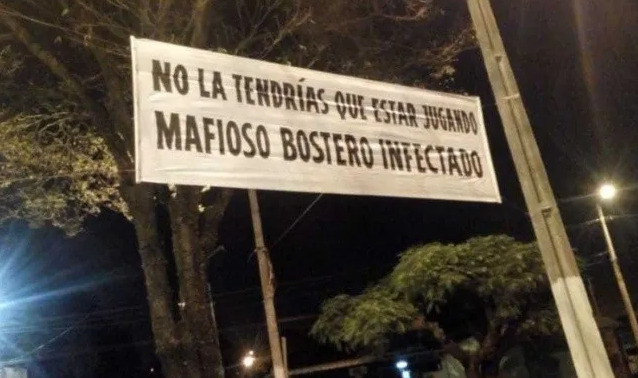 NO LA TENDRÍAS QUE ESTAR JUGANDO
MAFIOSO BOSTERO INFECTADO